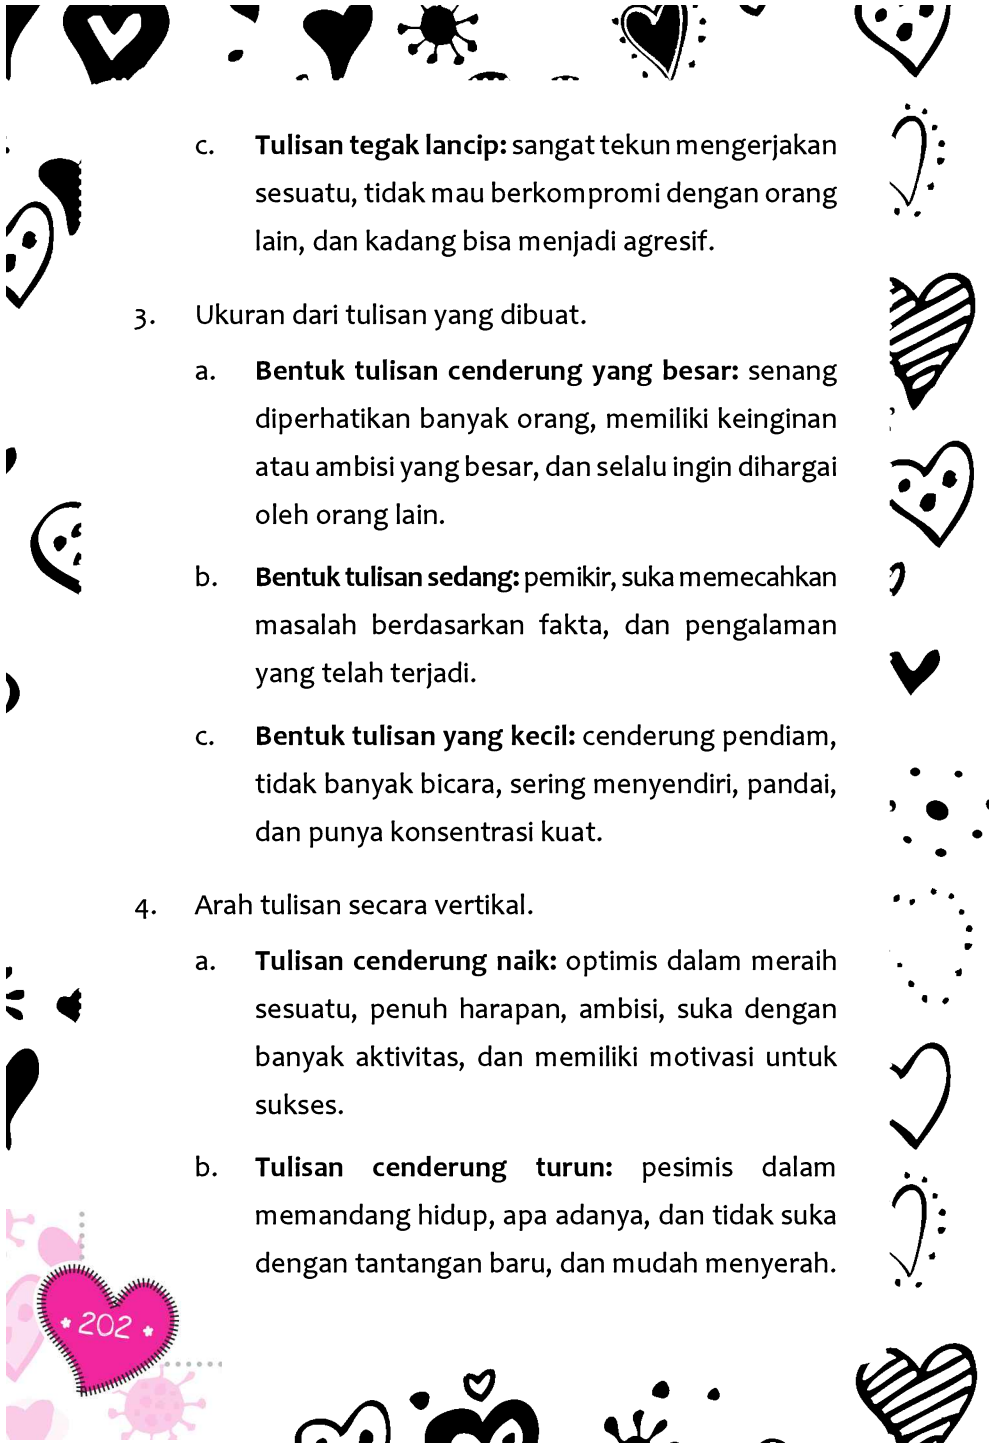 c. Tulisan tegak lancip: sangat tekun mengerjakan
sesuatu, tidak mau berkompromi dengan orang
lain, dan kadang bisa menjadi agresif.
3. Ukuran dari tulisan yang dibuat.
a. Bentuk tulisan cenderung yang besar: senang
diperhatikan banyak orang, memiliki keinginan
atau ambisi yang besar, dan selalu ingin dihargai
oleh orang lain.
b. Bentuk tulisan sedang: pemikir, suka memecahkan
masalah berdasarkan fakta, dan pengalaman
yang telah terjadi.
c. Bentuk tulisan yang kecil: cenderung pendiam,
tidak banyak bicara, sering menyendiri, pandai,
dan punya konsentrasi kuat.
4. Arah tulisan secara vertikal.
a. Tulisan cenderung naik: optimis dalam meraih
sesuatu, penuh harapan, ambisi, suka dengan
banyak aktivitas, dan memiliki motivasi untuk
sukses.
b. Tulisan cenderung turun: pesimis dalam
memandang hidup, apa adanya, dan tidak suka
dengan tantangan baru, dan mudah menyerah.
202